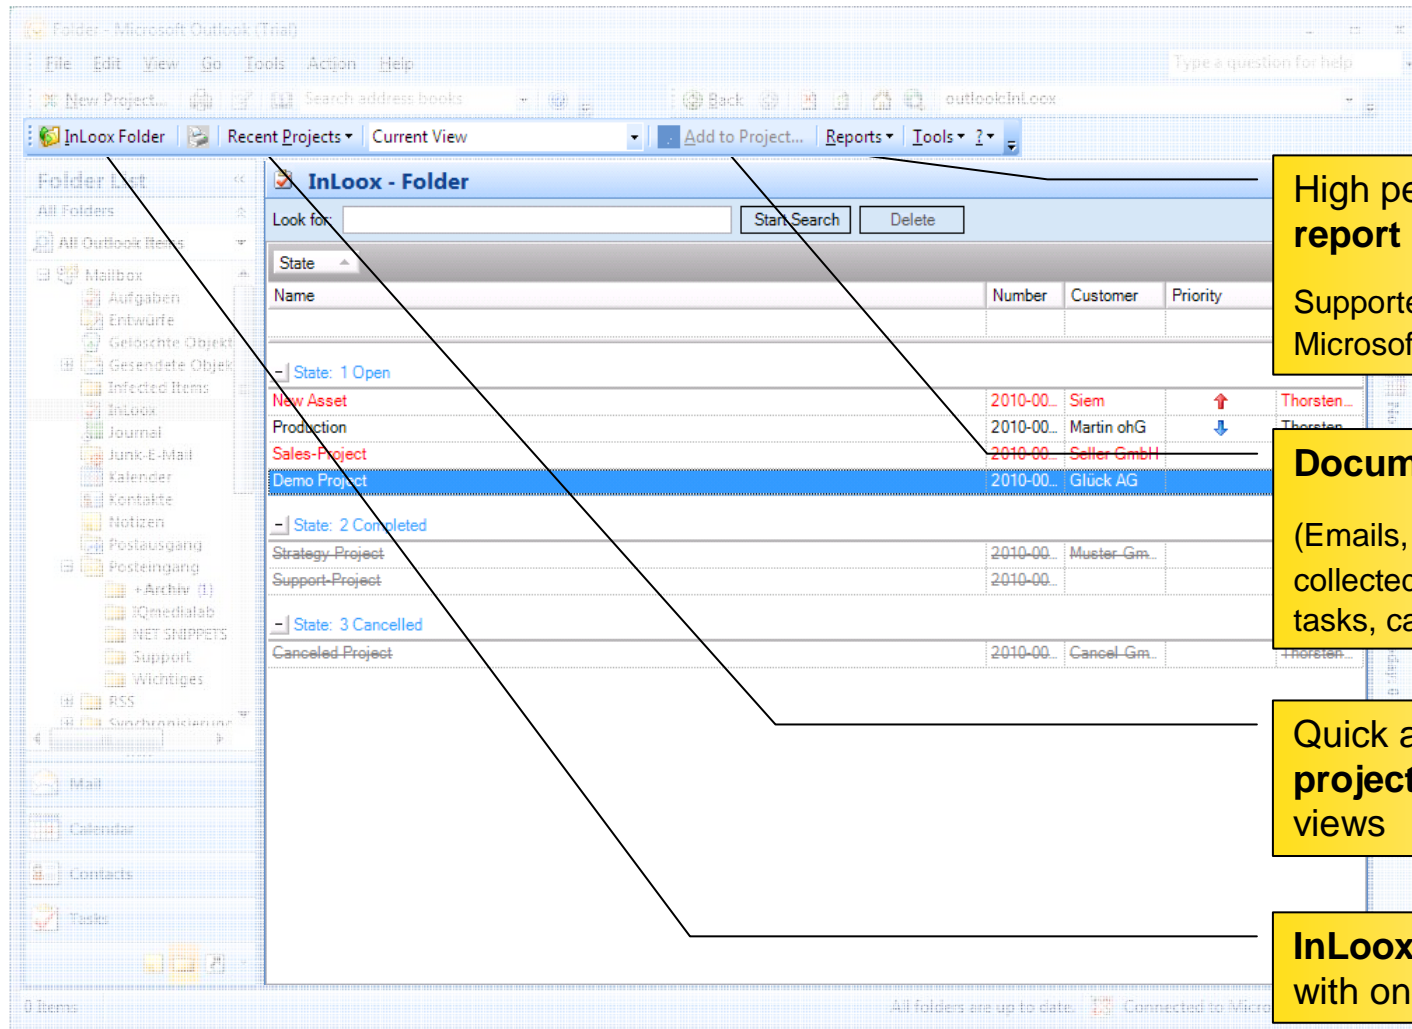 Folder - Microsoft Outlook (Trial)
File Edit View Go Tools Action Help Type a question for help
New Project... Search address books Back outlook:InLoox
InLoox Folder Recent Projects Current View Add to Project... Reports Tools ?
Folder List
All Folders
All Outlook Items
Mailbox
Aufgaben
Entwürfe
Gelöschte Objekt
Gesendete Objek
Infected Items
InLoox
Journal
Junk-E-Mail
Kalender
Kontakte
Notizen
Postausgang
Posteingang
+Archiv (1)
IQmedialab
NET SNIPPETS
Support
Wichtiges
RSS
Synchronisierung
Mail
Calendar
Contacts
Tasks
InLoox - Folder
Look for: Start Search Delete
State
Name Number Customer Priority
State: 1 Open
New Asset 2010-00... Siem Thorsten...
Production 2010-00... Martin ohG Thorsten
Sales-Project 2010-00... Seller GmbH
Demo Project 2010-00... Glück AG
State: 2 Completed
Strategy-Project 2010-00... Muster Gm...
Support-Project 2010-00...
State: 3 Cancelled
Canceled Project 2010-00... Cancel Gm... Thorsten...
High pe
report
Supporte
Microsof
Docum
(Emails,
collected
tasks, ca
Quick a
project
views
InLoox
with on
0 Items All folders are up to date. Connected to Micro